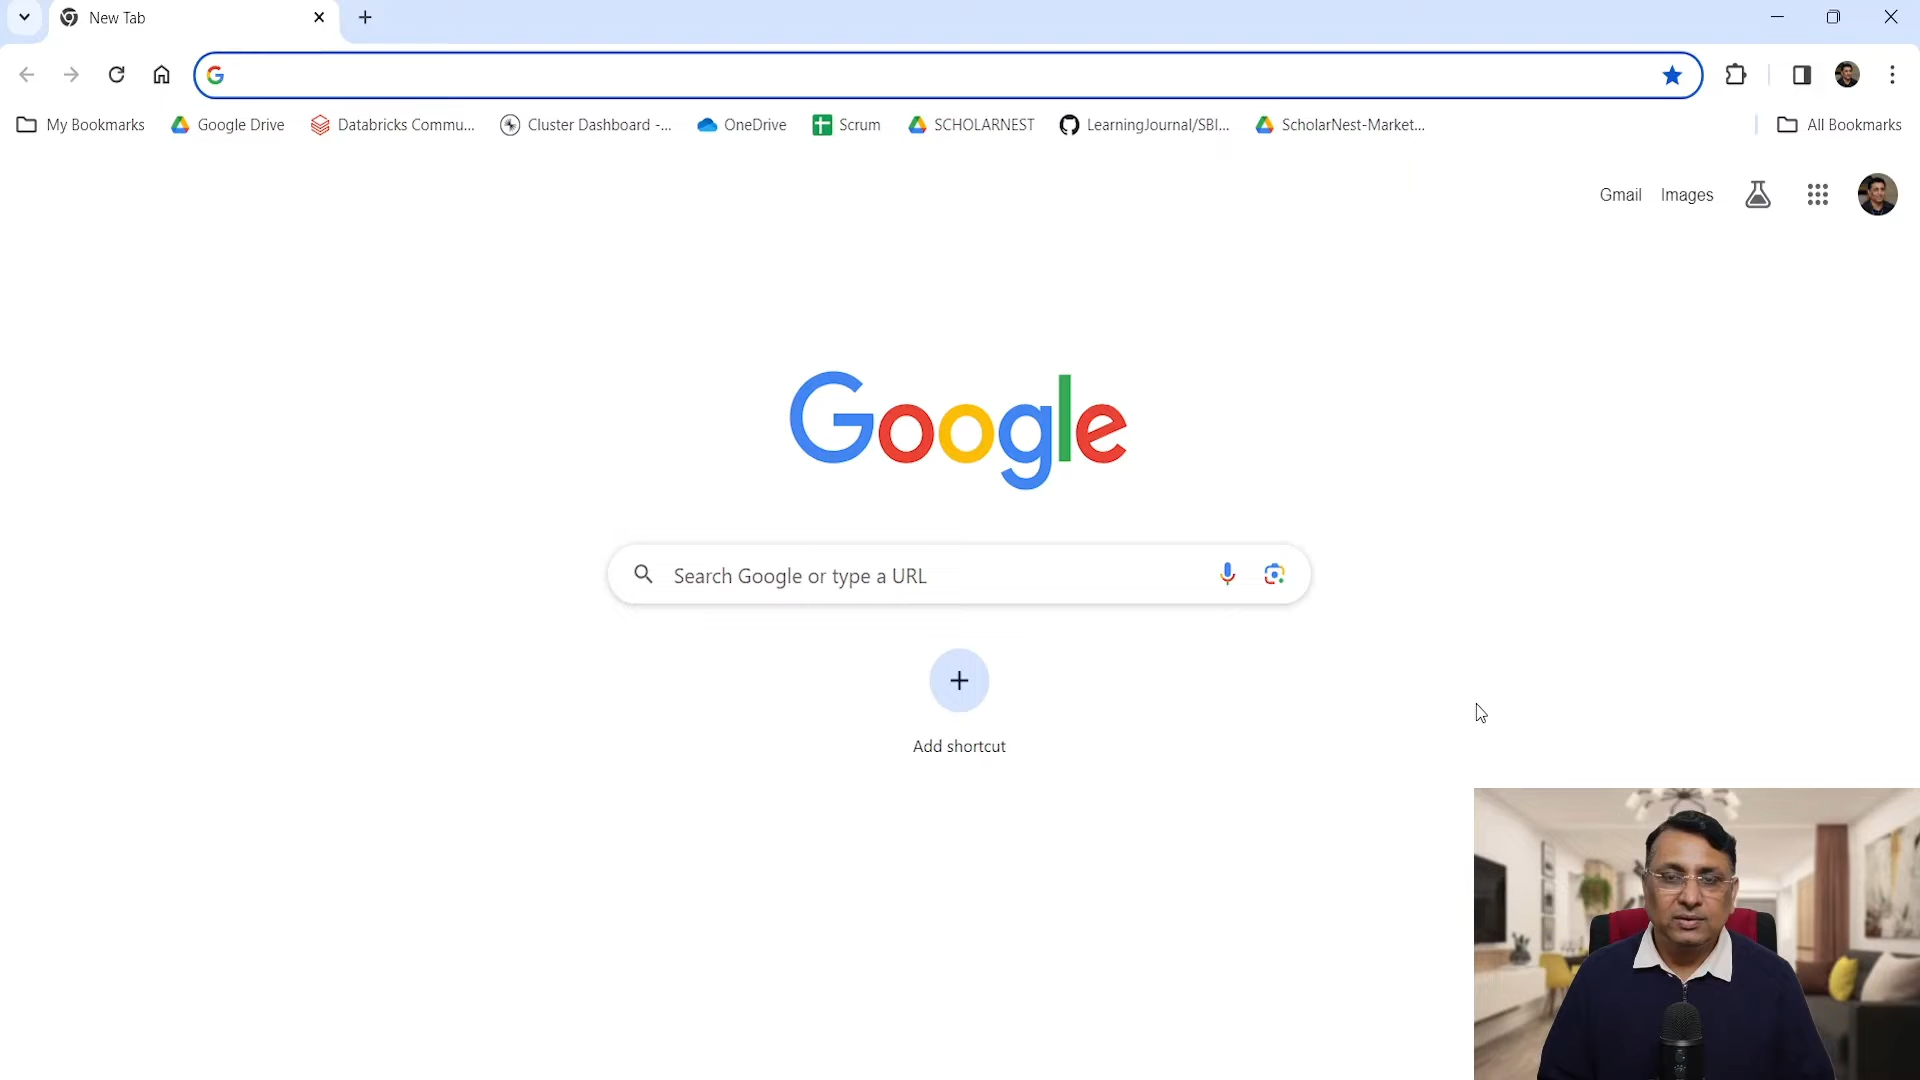 New Tab
My Bookmarks
Google Drive
Databricks Commu...
Cluster Dashboard -...
OneDrive
Scrum
SCHOLARNEST
LearningJournal/SBI...
ScholarNest-Market...
All Bookmarks
Gmail
Images
Google
Search Google or type a URL
Add shortcut